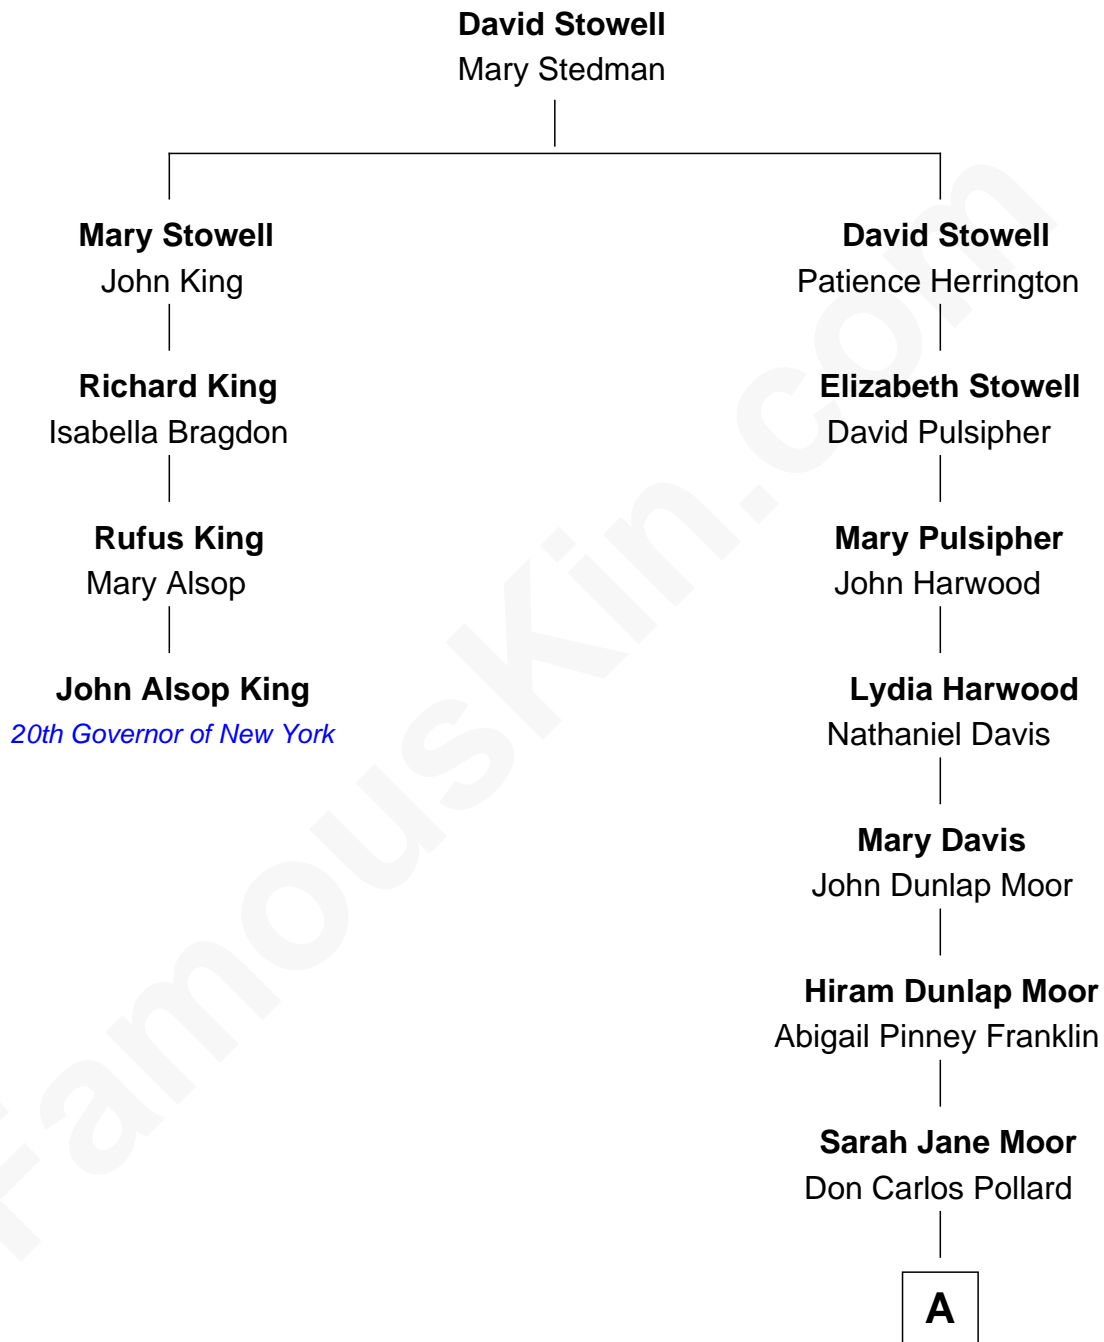 David Stowell
Mary Stedman
Mary Stowell
John King
Richard King
Isabella Bragdon
Rufus King
Mary Alsop
John Alsop King
20th Governor of New York
David Stowell
Patience Herrington
Elizabeth Stowell
David Pulsipher
Mary Pulsipher
John Harwood
Lydia Harwood
Nathaniel Davis
Mary Davis
John Dunlap Moor
Hiram Dunlap Moor
Abigail Pinney Franklin
Sarah Jane Moor
Don Carlos Pollard
A
FamousKin.com